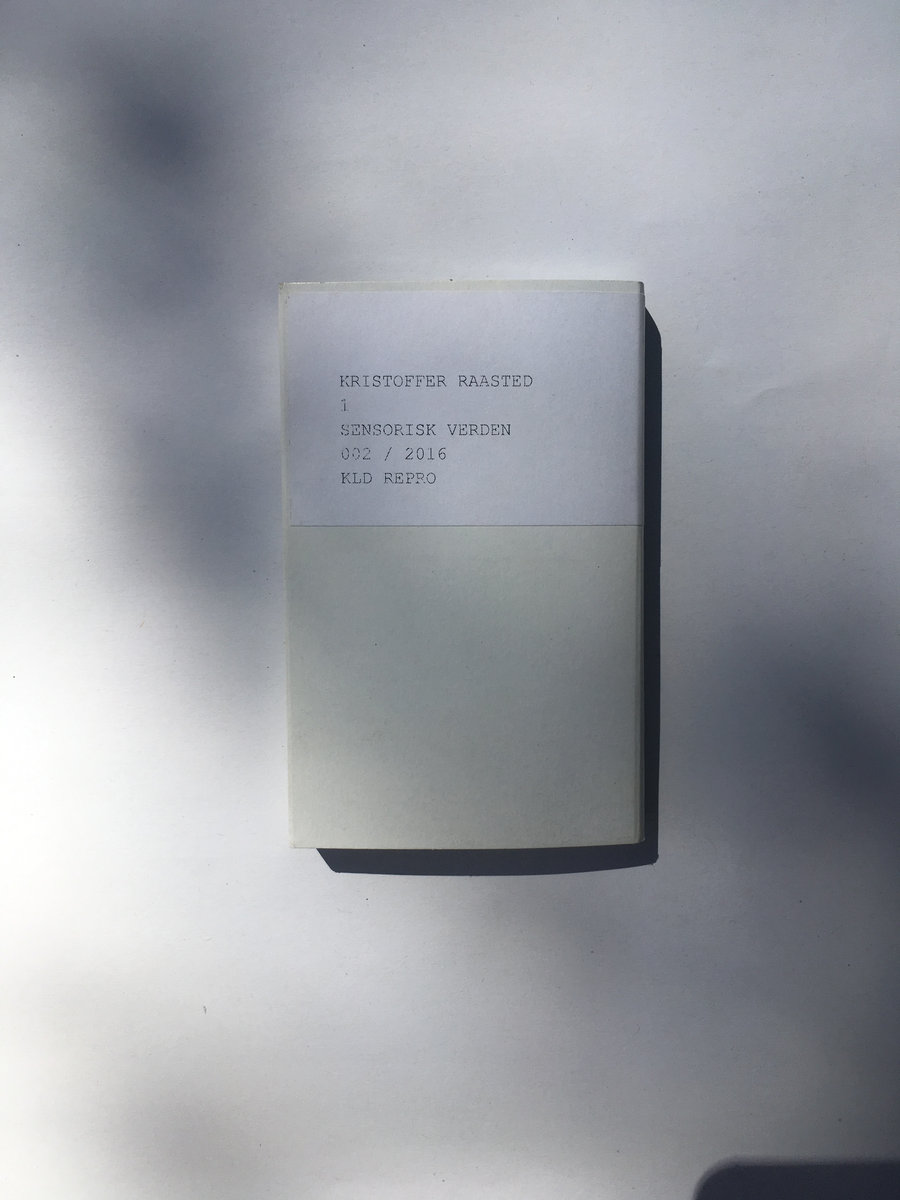 KRISTOFFER RAASTED
1
SENSORISK VERDEN
002 / 2016
KLD REPRO